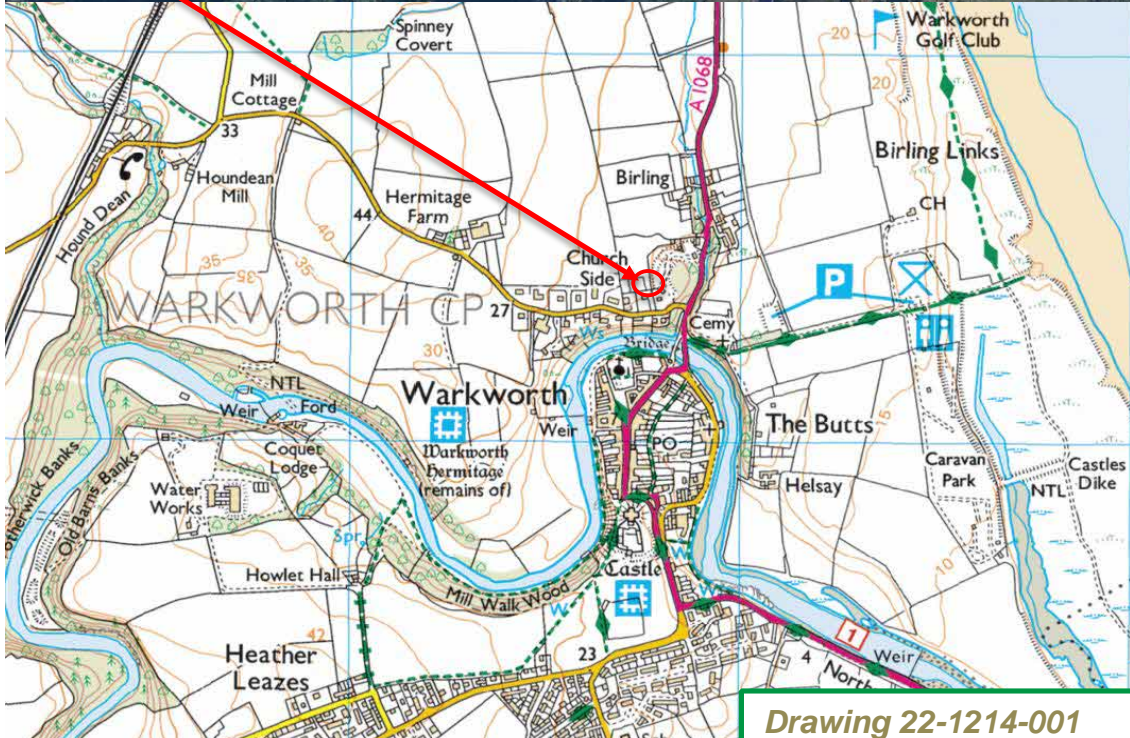 Spinney
Covert
Warkworth
Golf Club
20
20
A 1068
Mill
Cottage
33
Houndean
Mill
Hound Dean
Birling
Birling Links
CH
Hermitage
Farm
44
40
35
35
Church
Side
P
WARKWORTH CP
27
30
Ws
Bridge
Cemy
NTL
Weir
Ford
Warkworth
Weir
Warkworth
Hermitage
(remains of)
PO
The Butts
15
Coquet
Lodge
Water
Works
Old Barns Banks
otherwick Banks
Helsay
Caravan
Park
Castles
Dike
NTL
Spr
Howlet Hall
Mill Walk Wood
W
Castle
W
W
10
42
Heather
Leazes
23
1
Weir
4
North
Drawing 22-1214-001